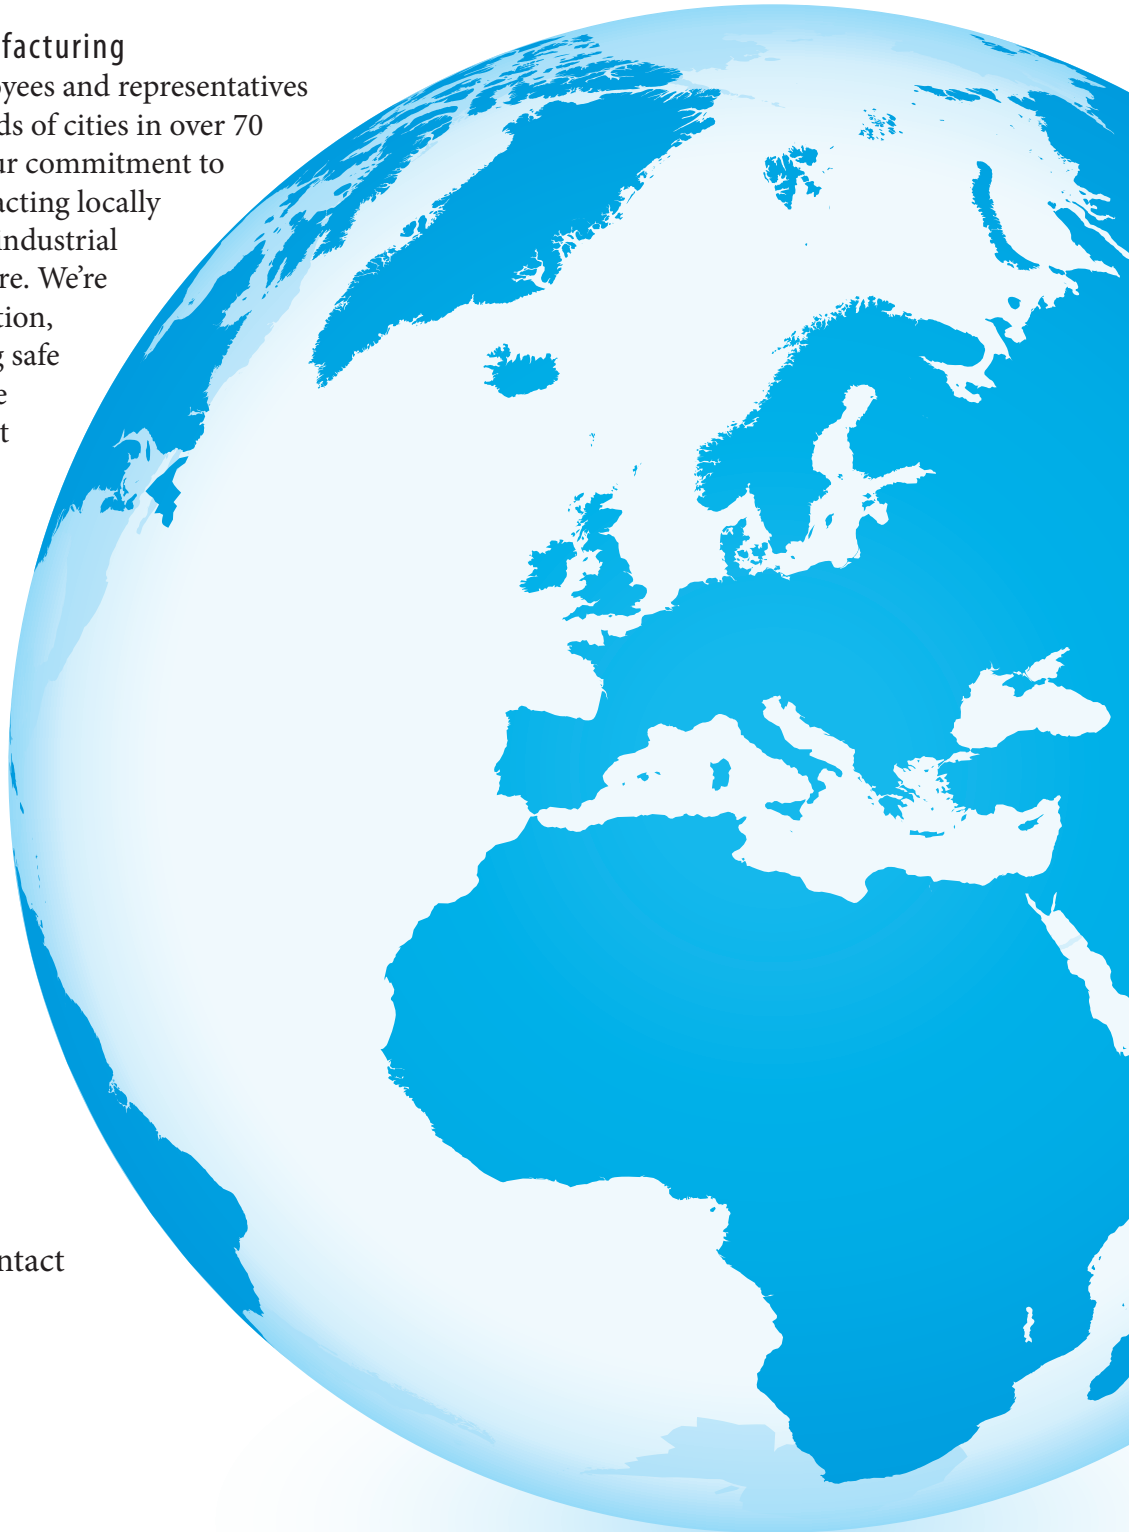 facturing
yees and representatives
ds of cities in over 70
ur commitment to
acting locally
industrial
re. We’re
tion,
g safe
e
t
ntact